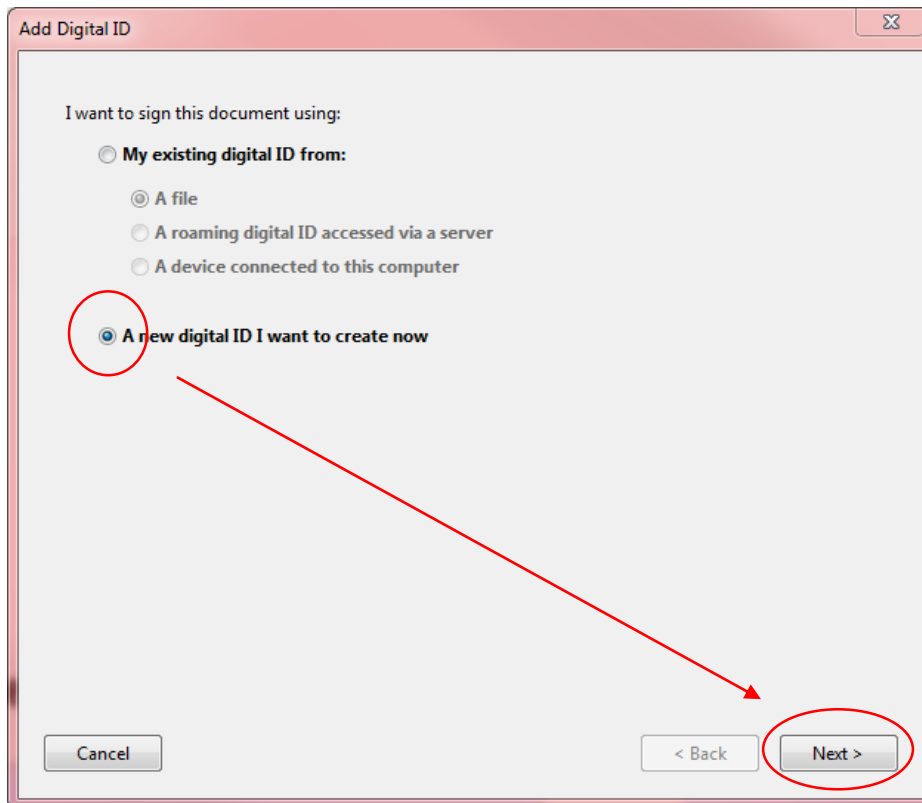 Add Digital ID
I want to sign this document using:
My existing digital ID from:
A file
A roaming digital ID accessed via a server
A device connected to this computer
A new digital ID I want to create now
Cancel
< Back
Next >